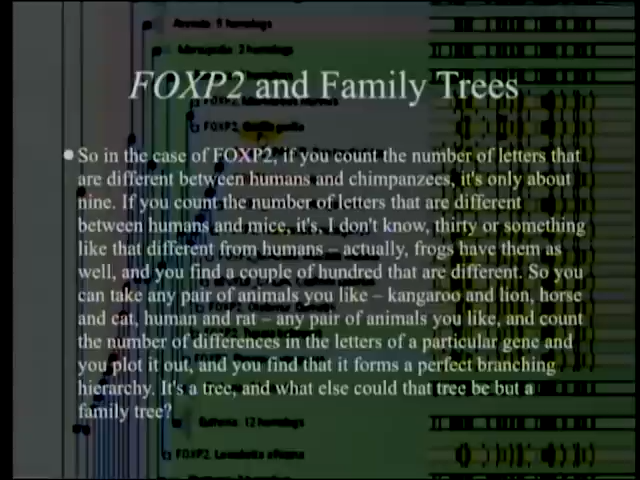 FOXP2 and Family Trees
So in the case of FOXP2, if you count the number of letters that
are different between humans and chimpanzees, it's only about
nine. If you count the number of letters that are different
between humans and mice, it's, I don't know, thirty or something
like that different from humans – actually, frogs have them as
well, and you find a couple of hundred that are different. So you
can take any pair of animals you like – kangaroo and lion, horse
and cat, human and rat – any pair of animals you like, and count
the number of differences in the letters of a particular gene and
you plot it out, and you find that it forms a perfect branching
hierarchy. It's a tree, and what else could that tree be but a
family tree?
12 homologs
FOXP2,